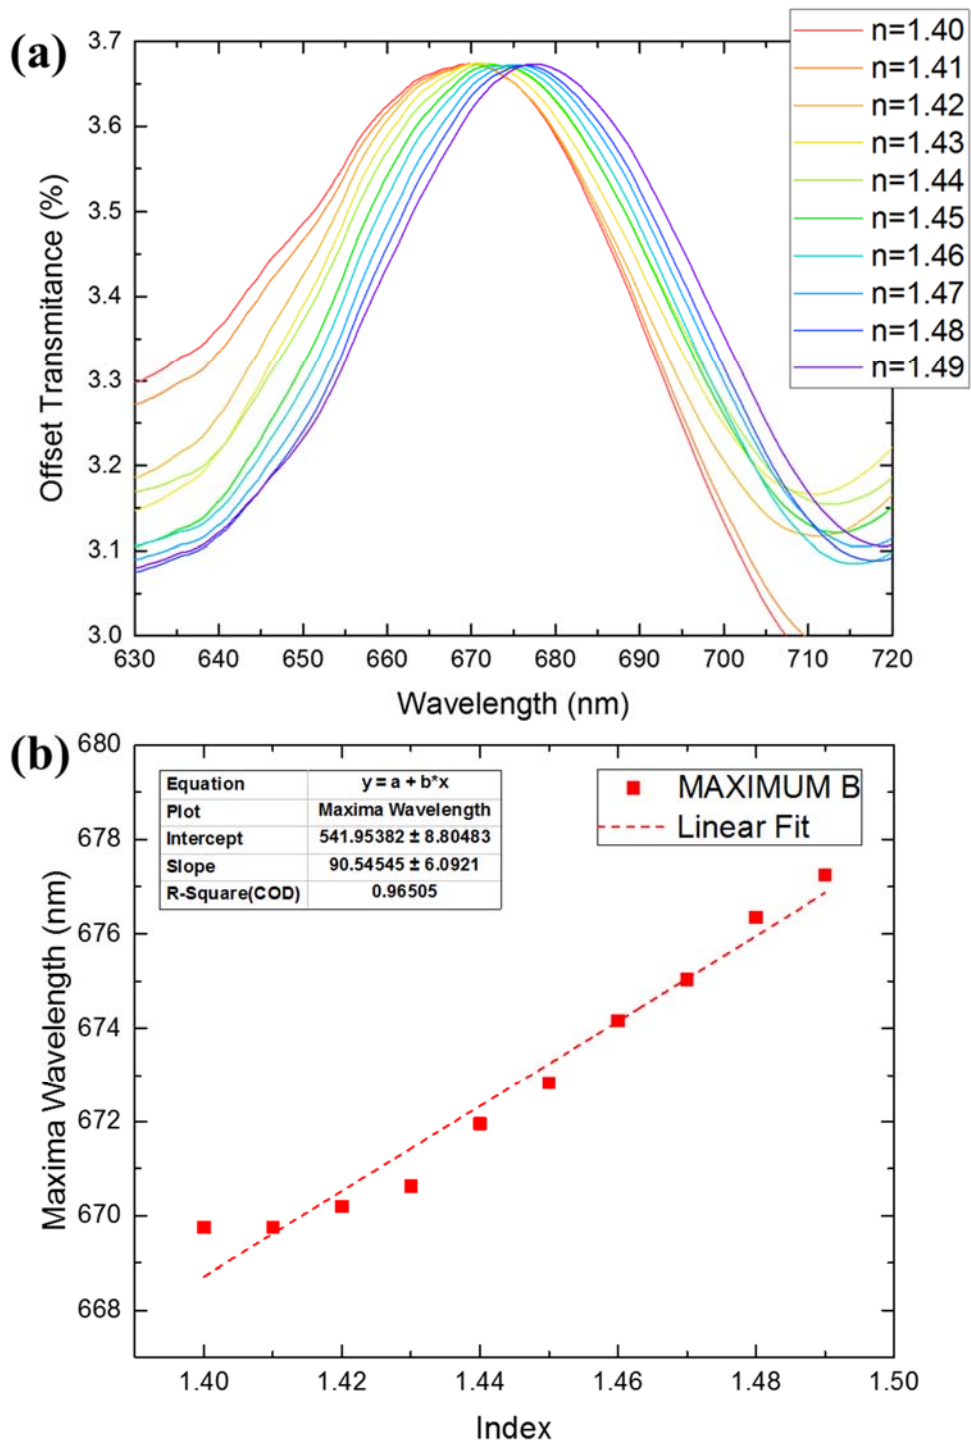 (a)
3.7
3.6
3.5
3.4
3.3
3.2
3.1
3.0
Offset Transmitance (%)
630 640 650 660 670 680 690 700 710 720
Wavelength (nm)
n=1.40
n=1.41
n=1.42
n=1.43
n=1.44
n=1.45
n=1.46
n=1.47
n=1.48
n=1.49
(b)
680
678
676
674
672
670
668
Maxima Wavelength (nm)
Equation y = a + b*x
Plot Maxima Wavelength
Intercept 541.95382 ± 8.80483
Slope 90.54545 ± 6.0921
R-Square(COD) 0.96505
MAXIMUM B
Linear Fit
1.40 1.42 1.44 1.46 1.48 1.50
Index